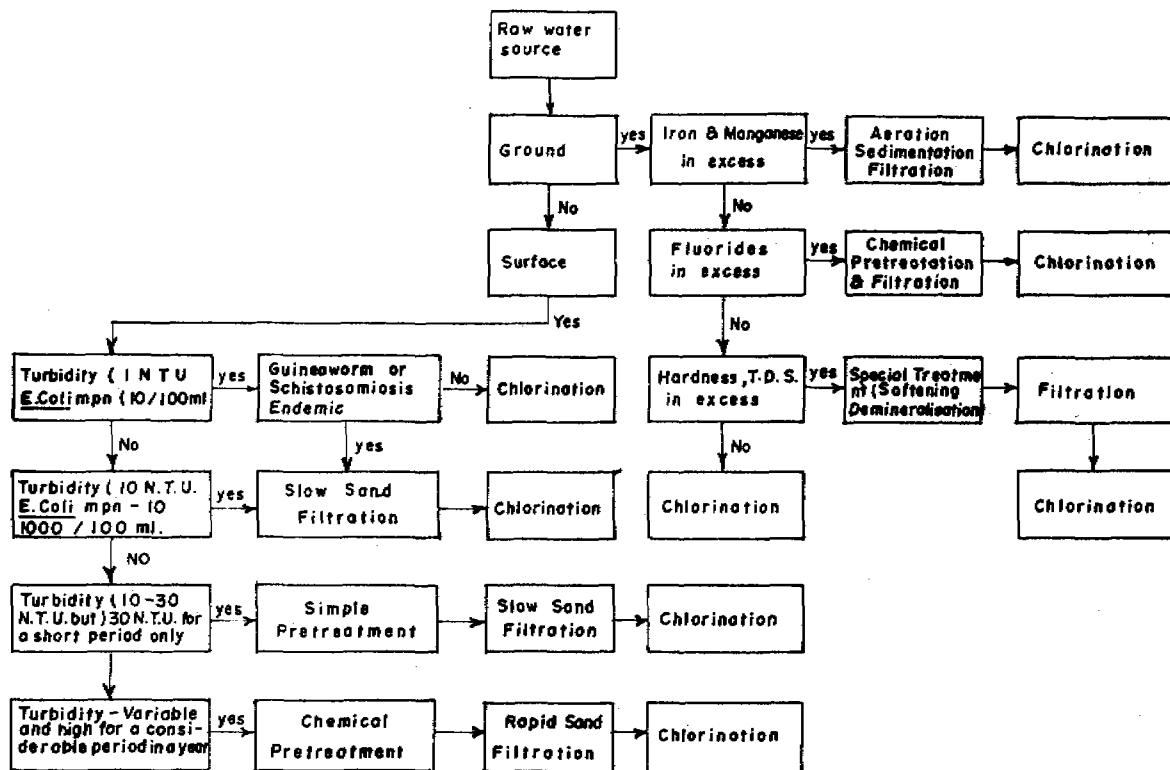 Raw water
source
Ground
yes
Iron & Manganese
in excess
yes
Aeration
Sedimentation
Filtration
Chlorination
No
No
Surface
Fluorides
in excess
yes
Chemical
Pretreotation
& Filtration
Chlorination
Yes
No
Turbidity ( 1 N T U
E.Coli mpn ( 10/100ml
yes
Guineaworm or
Schistosamiosis
Endemic
No
Chlorination
Hardness, T.D.S.
in excess
yes
Special Treatme
nt (Softening
Demineralisation)
Filtration
No
yes
No
Turbidity ( 10 N.T.U.
E.Coli mpn - 10
1000 / 100 ml.
yes
Slow Sand
Filtration
Chlorination
Chlorination
Chlorination
NO
Turbidity ( 10-30
N.T.U. but ) 30 N.T.U. for
a short period only
yes
Simple
Pretreatment
Slow Sand
Filtration
Chlorination
Turbidity - Variable
and high for a consi-
derable period in a year
yes
Chemical
Pretreatment
Rapid Sand
Filtration
Chlorination